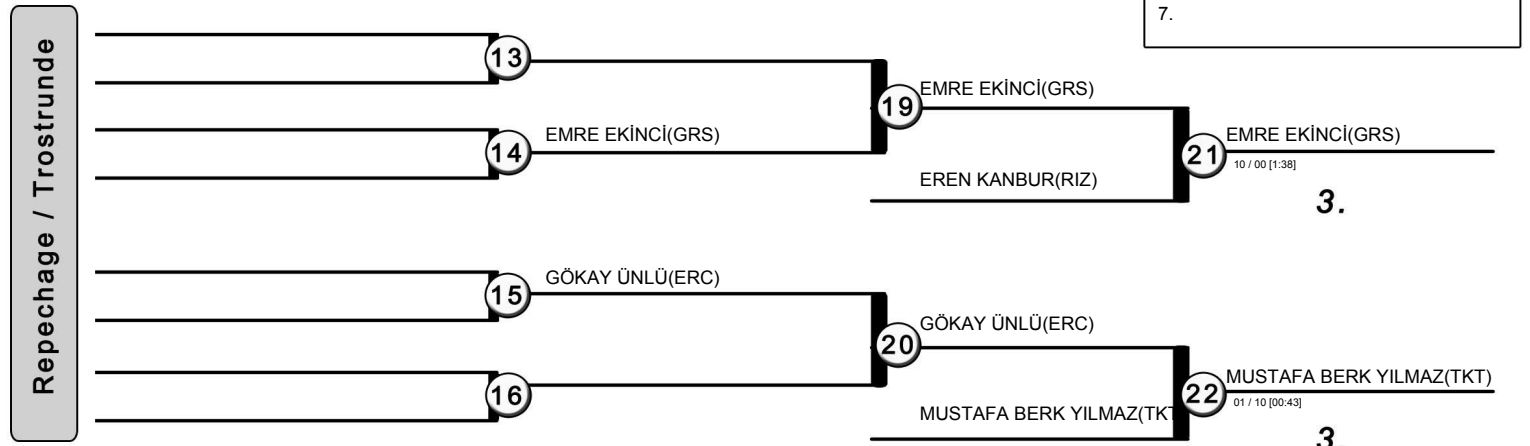 7.
Repechage / Trostrunde
13
EMRE EKİNCİ(GRS)
14
EMRE EKİNCİ(GRS)
19
EREN KANBUR(RIZ)
EMRE EKİNCİ(GRS)
21
10 / 00 [1:38]
3.
GÖKAY ÜNLÜ(ERC)
15
16
GÖKAY ÜNLÜ(ERC)
20
MUSTAFA BERK YILMAZ(TKT
MUSTAFA BERK YILMAZ(TKT)
22
01 / 10 [00:43]
3